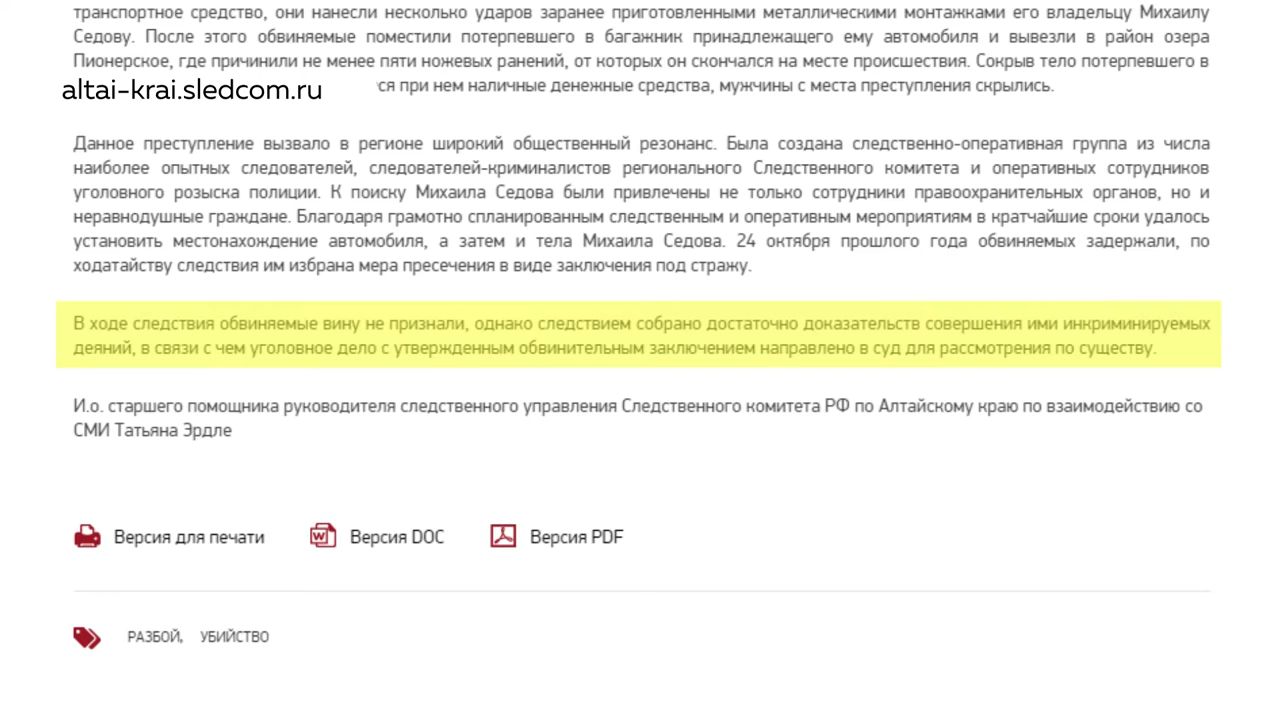 транспортное средство, они нанесли несколько ударов заранее приготовленными металлическими монтажками его владельцу Михаилу
Седову. После этого обвиняемые поместили потерпевшего в багажник принадлежащего ему автомобиля и вывезли в район озера
Пионерское, где причинили не менее пяти ножевых ранений, от которых он скончался на месте происшествия. Сокрыв тело потерпевшего в
altai-krai.sledcom.ru
ся при нем наличные денежные средства, мужчины с места преступления скрылись.
Данное преступление вызвало в регионе широкий общественный резонанс. Была создана следственно-оперативная группа из числа
наиболее опытных следователей, следователей-криминалистов регионального Следственного комитета и оперативных сотрудников
уголовного розыска полиции. К поиску Михаила Седова были привлечены не только сотрудники правоохранительных органов, но и
неравнодушные граждане. Благодаря грамотно спланированным следственным и оперативным мероприятиям в кратчайшие сроки удалось
установить местонахождение автомобиля, а затем и тела Михаила Седова. 24 октября прошлого года обвиняемых задержали, по
ходатайству следствия им избрана мера пресечения в виде заключения под стражу.
В ходе следствия обвиняемые вину не признали, однако следствием собрано достаточно доказательств совершения ими инкриминируемых
деяний, в связи с чем уголовное дело с утвержденным обвинительным заключением направлено в суд для рассмотрения по существу.
И.о. старшего помощника руководителя следственного управления Следственного комитета РФ по Алтайскому краю по взаимодействию со
СМИ Татьяна Эрдле
Версия для печати Версия DOC Версия PDF
РАЗБОЙ, УБИЙСТВО